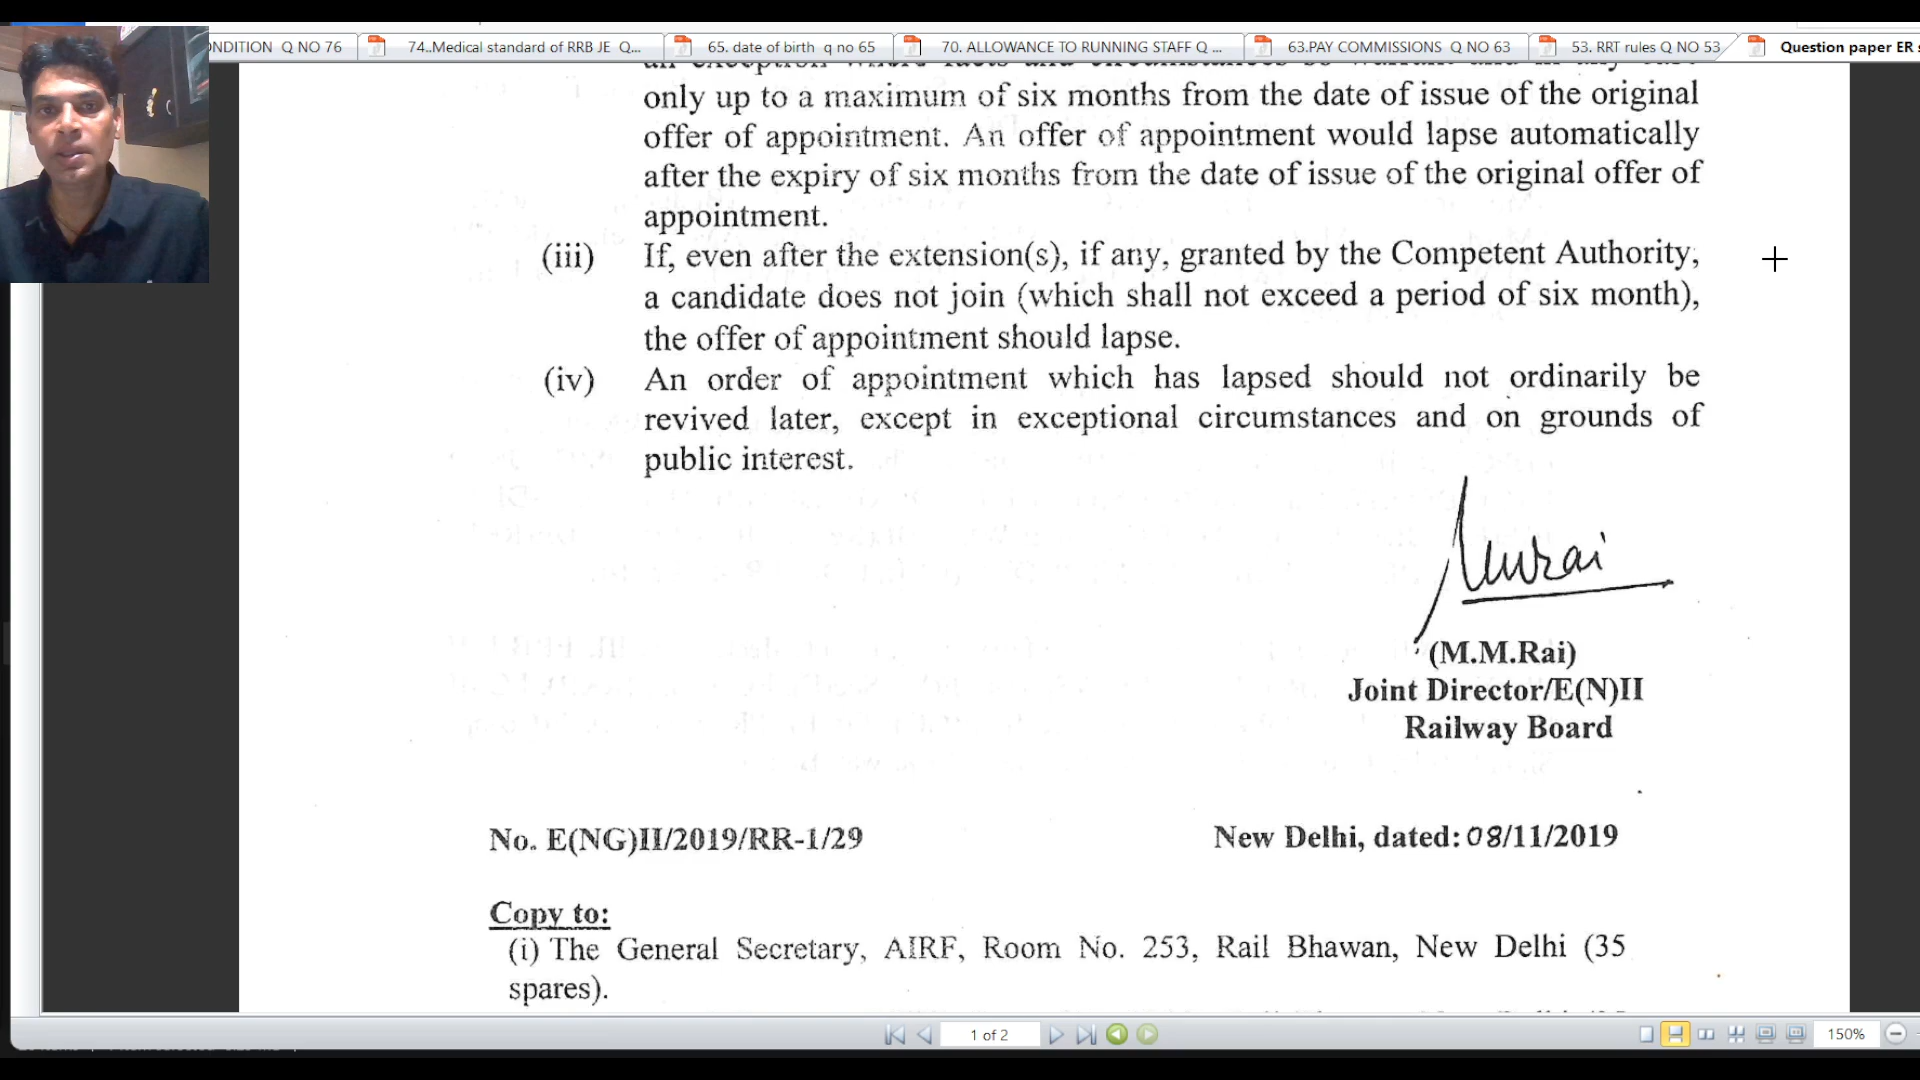 NDITION Q NO 76
74..Medical standard of RRB JE Q...
65. date of birth q no 65
70. ALLOWANCE TO RUNNING STAFF Q ...
63.PAY COMMISSIONS Q NO 63
53. RRT rules Q NO 53
Question paper ER s
only up to a maximum of six months from the date of issue of the original
offer of appointment. An offer of appointment would lapse automatically
after the expiry of six months from the date of issue of the original offer of
appointment.
(iii) If, even after the extension(s), if any, granted by the Competent Authority,
a candidate does not join (which shall not exceed a period of six month),
the offer of appointment should lapse.
(iv) An order of appointment which has lapsed should not ordinarily be
revived later, except in exceptional circumstances and on grounds of
public interest.
(M.M.Rai)
Joint Director/E(N)II
Railway Board
No. E(NG)II/2019/RR-1/29 New Delhi, dated: 08/11/2019
Copy to:
(i) The General Secretary, AIRF, Room No. 253, Rail Bhawan, New Delhi (35
spares).
1 of 2
150%